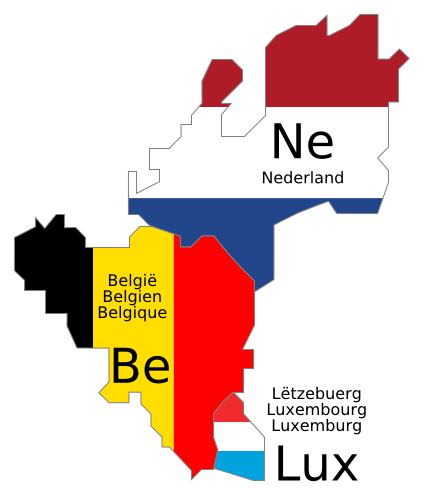 Ne
Nederland
België
Belgien
Belgique
Be
Lëtzebuerg
Luxembourg
Luxemburg
Lux